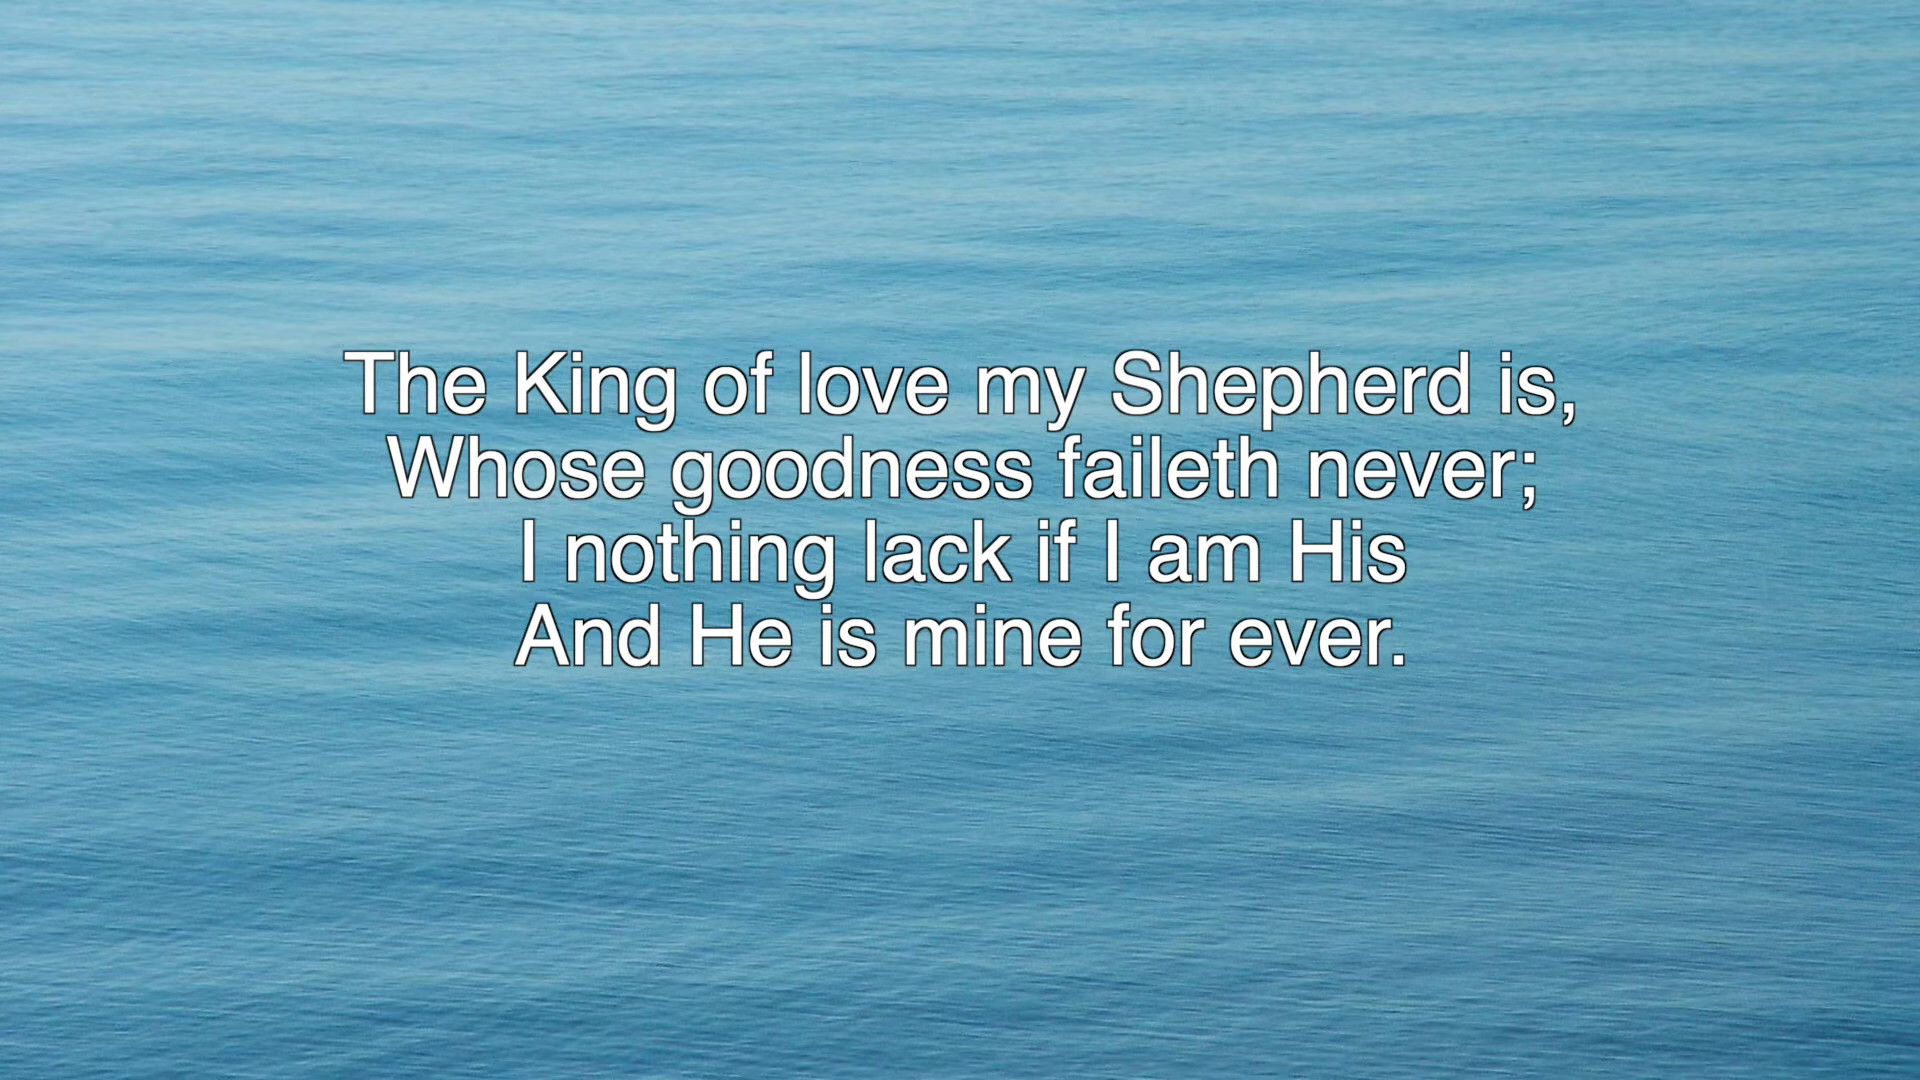 The King of love my Shepherd is,
Whose goodness faileth never;
I nothing lack if I am His
And He is mine for ever.